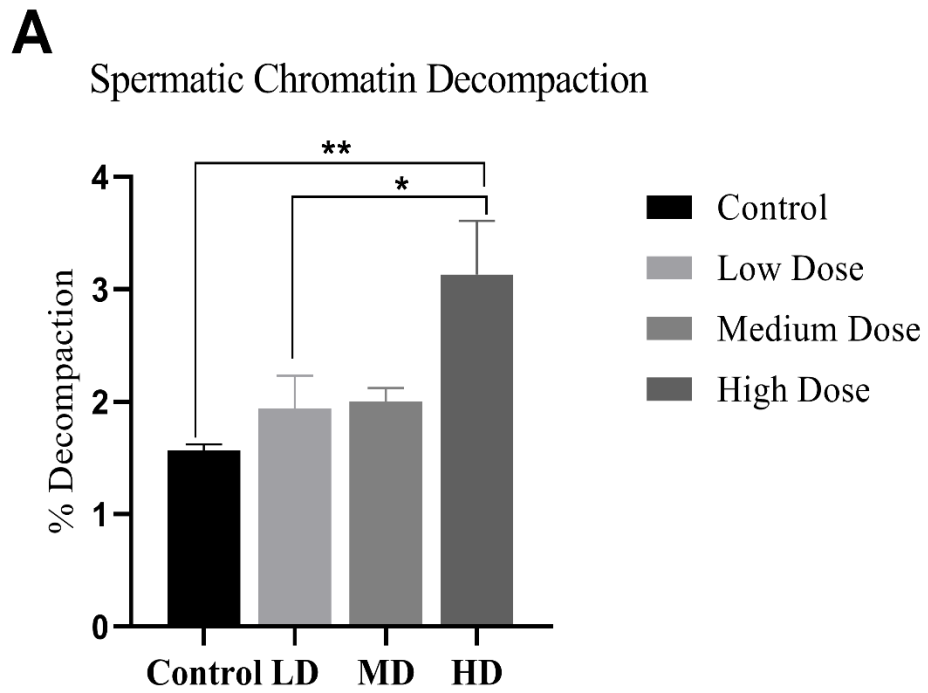 A
Spermatic Chromatin Decompaction
**
*
4
3
2
1
0
% Decompaction
Control LD MD HD
Control
Low Dose
Medium Dose
High Dose